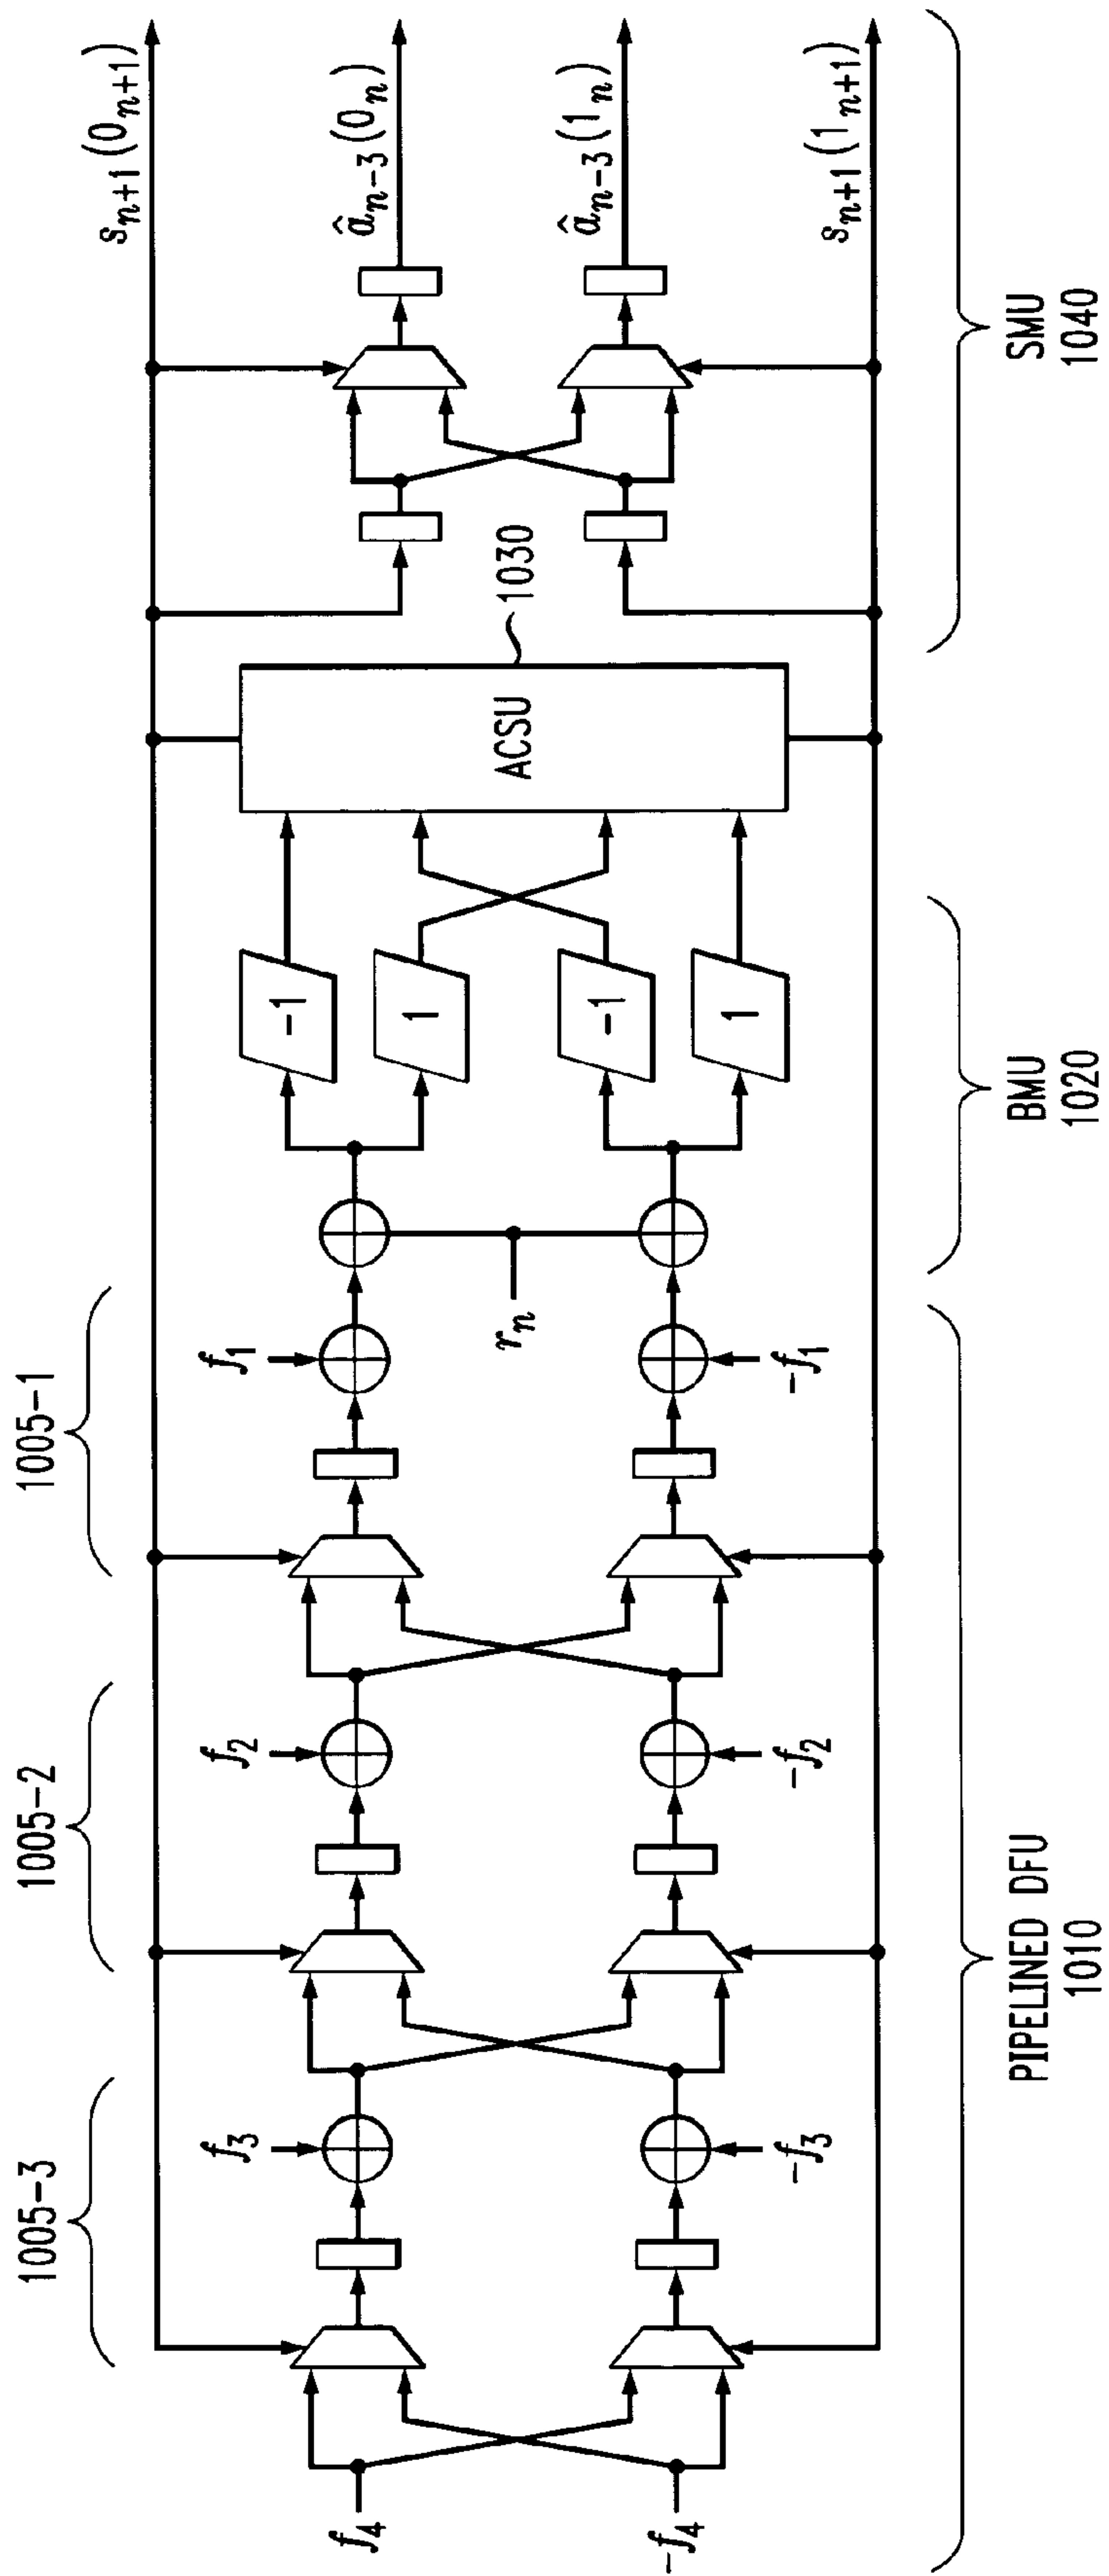 1005-3
1005-2
1005-1
s_{n+1}(0_{n+1})
f_4
f_3
f_2
f_1
-1
1
ACSU
1030
\hat{a}_{n-3}(0_n)
r_n
-f_4
-f_3
-f_2
-f_1
-1
1
\hat{a}_{n-3}(1_n)
s_{n+1}(1_{n+1})
PIPELINED DFU
1010
BMU
1020
SMU
1040